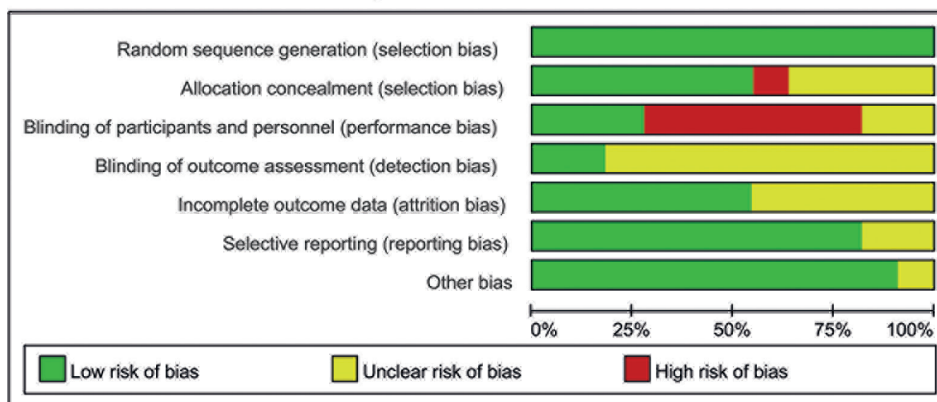 Random sequence generation (selection bias)
Allocation concealment (selection bias)
Blinding of participants and personnel (performance bias)
Blinding of outcome assessment (detection bias)
Incomplete outcome data (attrition bias)
Selective reporting (reporting bias)
Other bias
0% 25% 50% 75% 100%
Low risk of bias Unclear risk of bias High risk of bias